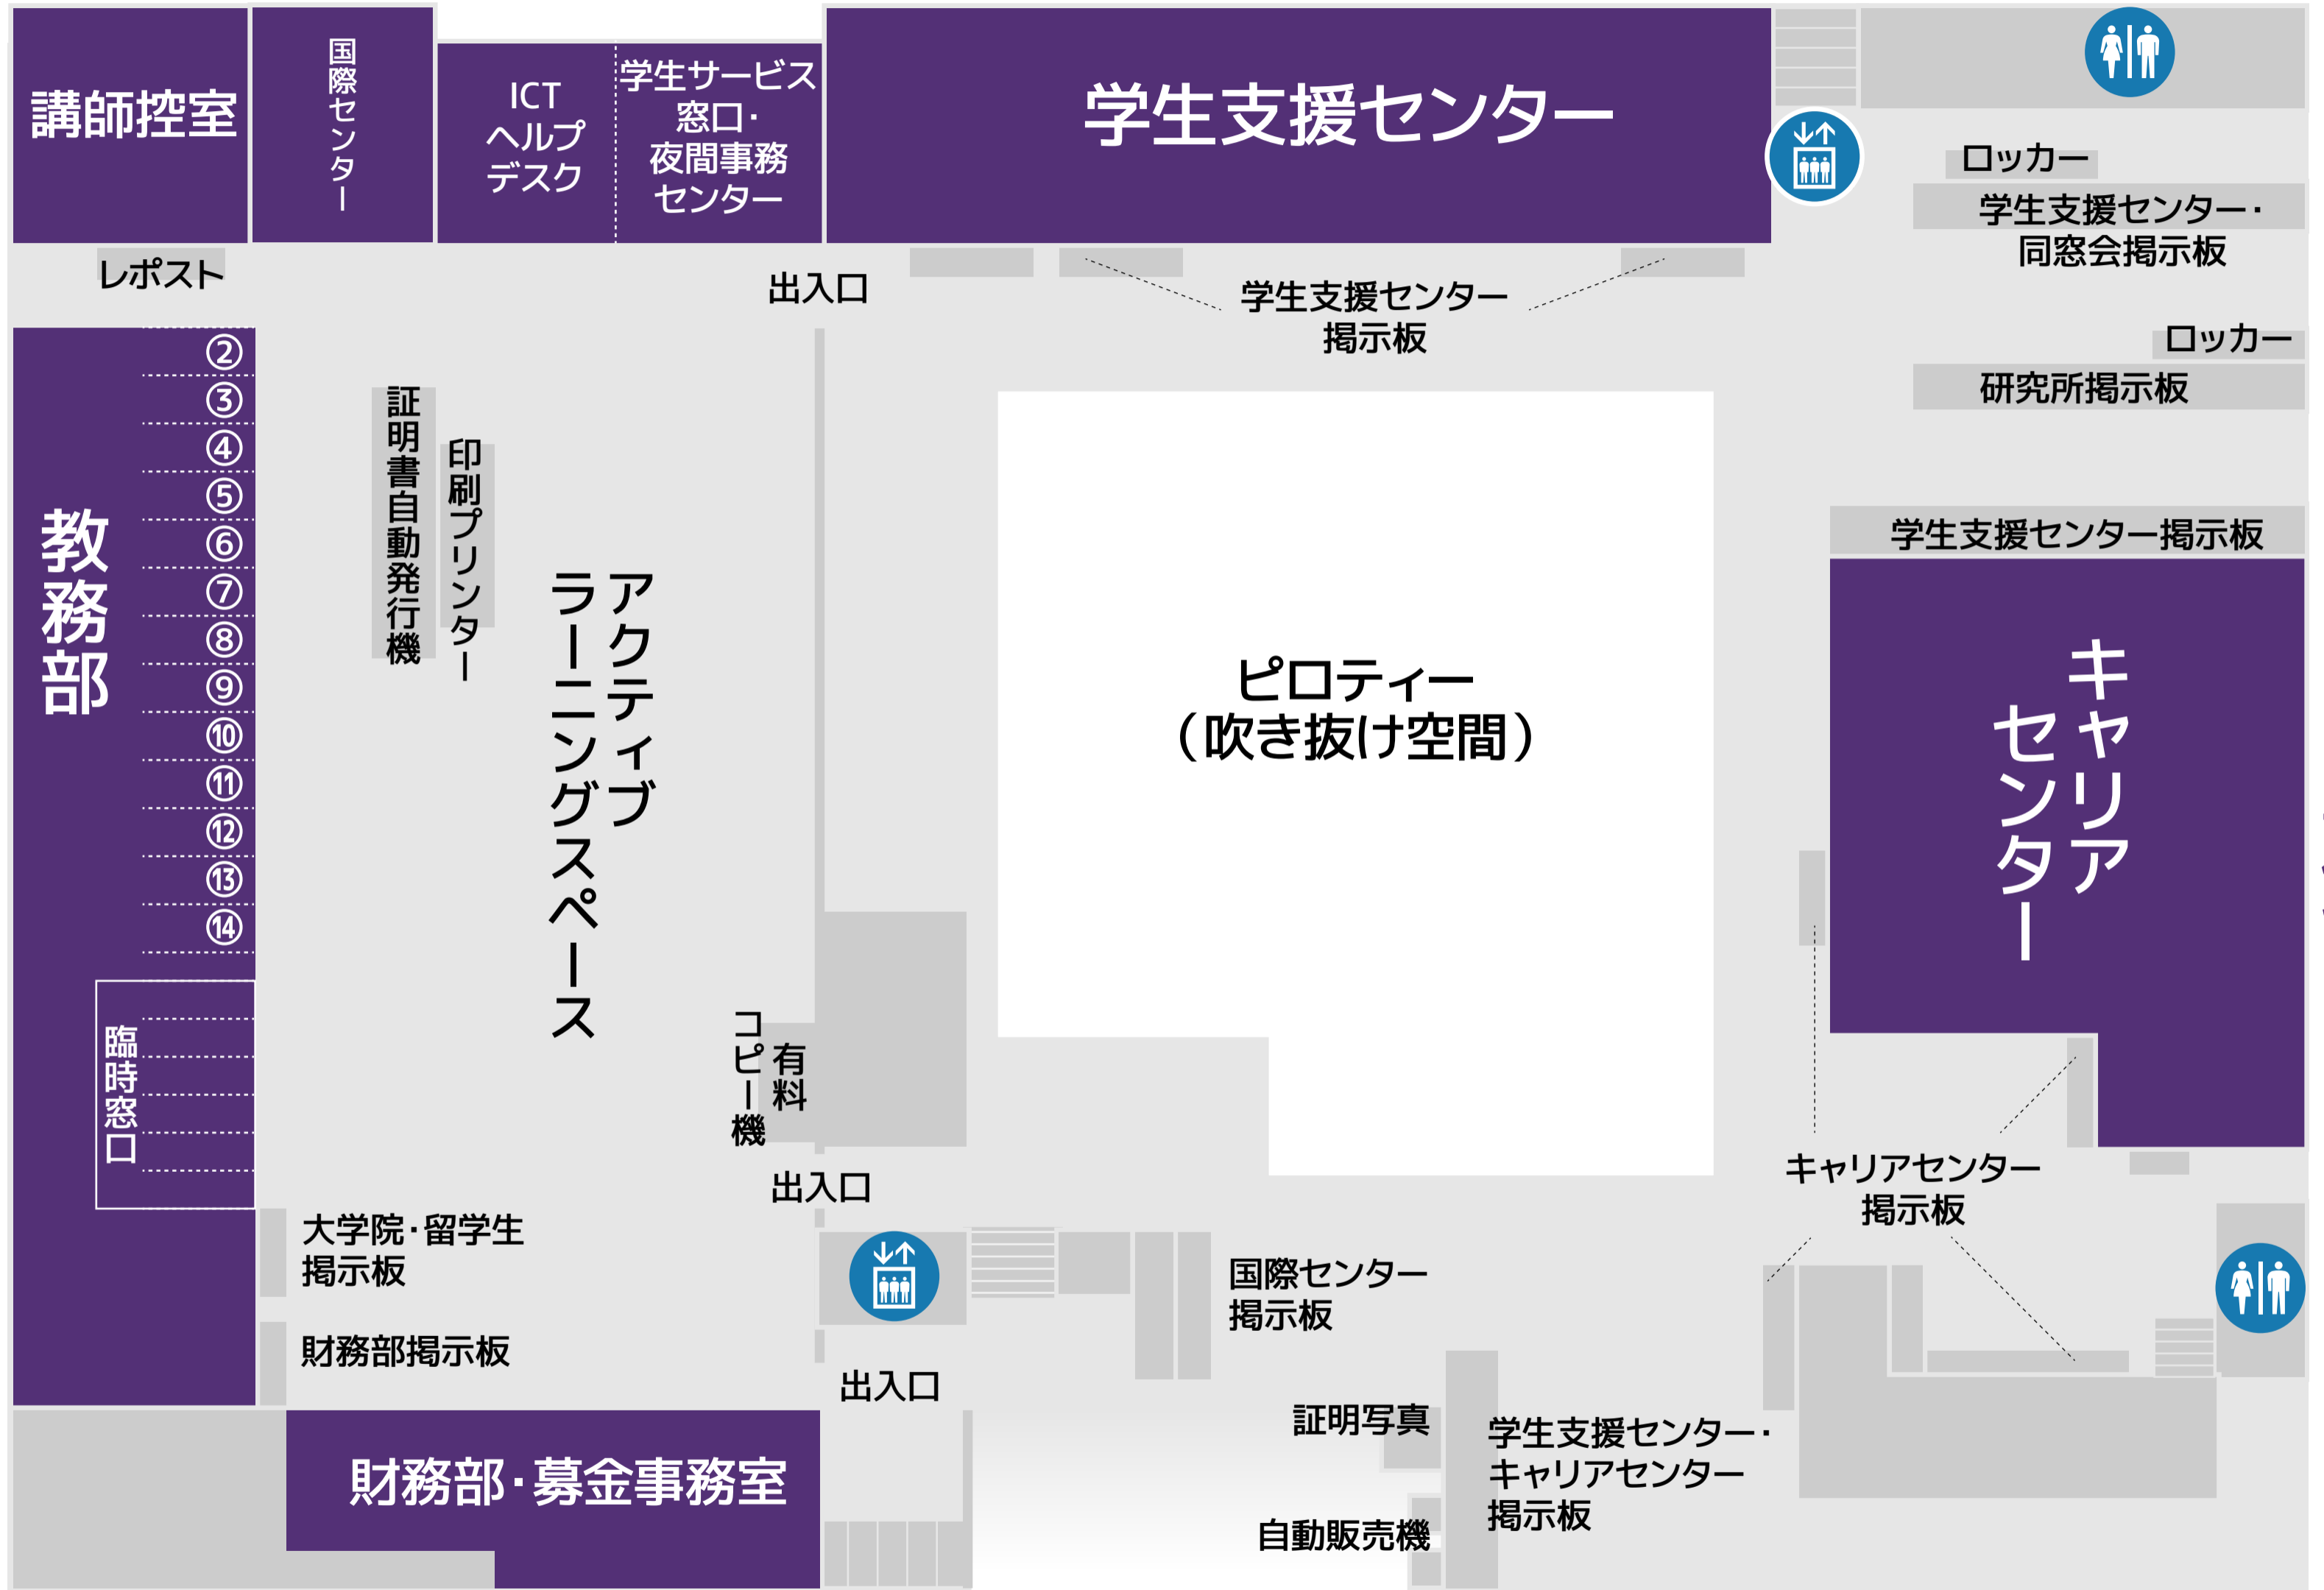 講師控室
国際センター
ICT
ヘルプ
デスク
学生サービス
窓口・
夜間事務
センター
学生支援センター
ロッカー
学生支援センター・
同窓会掲示板
レポスト
出入口
学生支援センター
掲示板
ロッカー
研究所掲示板
教務部
②
③
④
⑤
⑥
⑦
⑧
⑨
⑩
⑪
⑫
⑬
⑭
臨時窓口
証明書自動発行機
印刷プリンター
アクティブ
ラーニングスペース
ピロティー
（吹き抜け空間）
学生支援センター掲示板
キャリア
センター
有料
コピー機
出入口
キャリアセンター
掲示板
大学院・留学生
掲示板
財務部掲示板
国際センター
掲示板
出入口
証明写真
学生支援センター・
キャリアセンター
掲示板
財務部・募金事務室
自動販売機